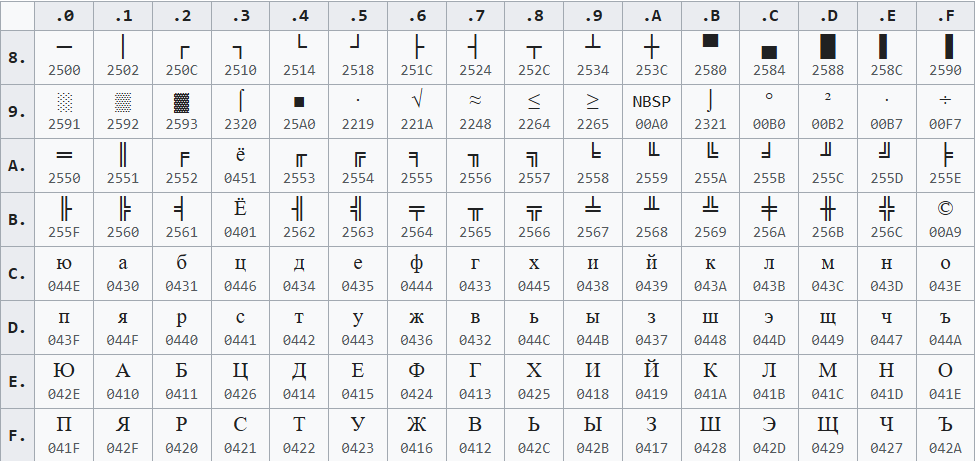 .0 .1 .2 .3 .4 .5 .6 .7 .8 .9 .A .B .C .D .E .F
8. ─ │ ┌ ┐ └ ┘ ├ ┤ ┬ ┴ ┼ ▀ ▄ █ ▌ ▐
2500 2502 250C 2510 2514 2518 251C 2524 252C 2534 253C 2580 2584 2588 258C 2590
9. ░ ▒ ▓ ⌠ ■ ∙ √ ≈ ≤ ≥ NBSP ⌡ ° ² · ÷
2591 2592 2593 2320 25A0 2219 221A 2248 2264 2265 00A0 2321 00B0 00B2 00B7 00F7
A. ═ ║ ╒ ё ╓ ╔ ╕ ╖ ╗ ╘ ╙ ╚ ╛ ╜ ╝ ╞
2550 2551 2552 0451 2553 2554 2555 2556 2557 2558 2559 255A 255B 255C 255D 255E
B. ╟ ╠ ╡ Ё ╢ ╣ ╤ ╥ ╦ ╧ ╨ ╩ ╪ ╫ ╬ ©
255F 2560 2561 0401 2562 2563 2564 2565 2566 2567 2568 2569 256A 256B 256C 00A9
C. ю а б ц д е ф г х и й к л м н о
044E 0430 0431 0446 0434 0435 0444 0433 0445 0438 0439 043A 043B 043C 043D 043E
D. п я р с т у ж в ь ы з ш э щ ч ъ
043F 044F 0440 0441 0442 0443 0436 0432 044C 044B 0437 0448 044D 0449 0447 044A
E. Ю А Б Ц Д Е Ф Г Х И Й К Л М Н О
042E 0410 0411 0426 0414 0415 0424 0413 0425 0418 0419 041A 041B 041C 041D 041E
F. П Я Р С Т У Ж В Ь Ы З Ш Э Щ Ч Ъ
041F 042F 0420 0421 0422 0423 0416 0412 042C 042B 0417 0428 042D 0429 0427 042A